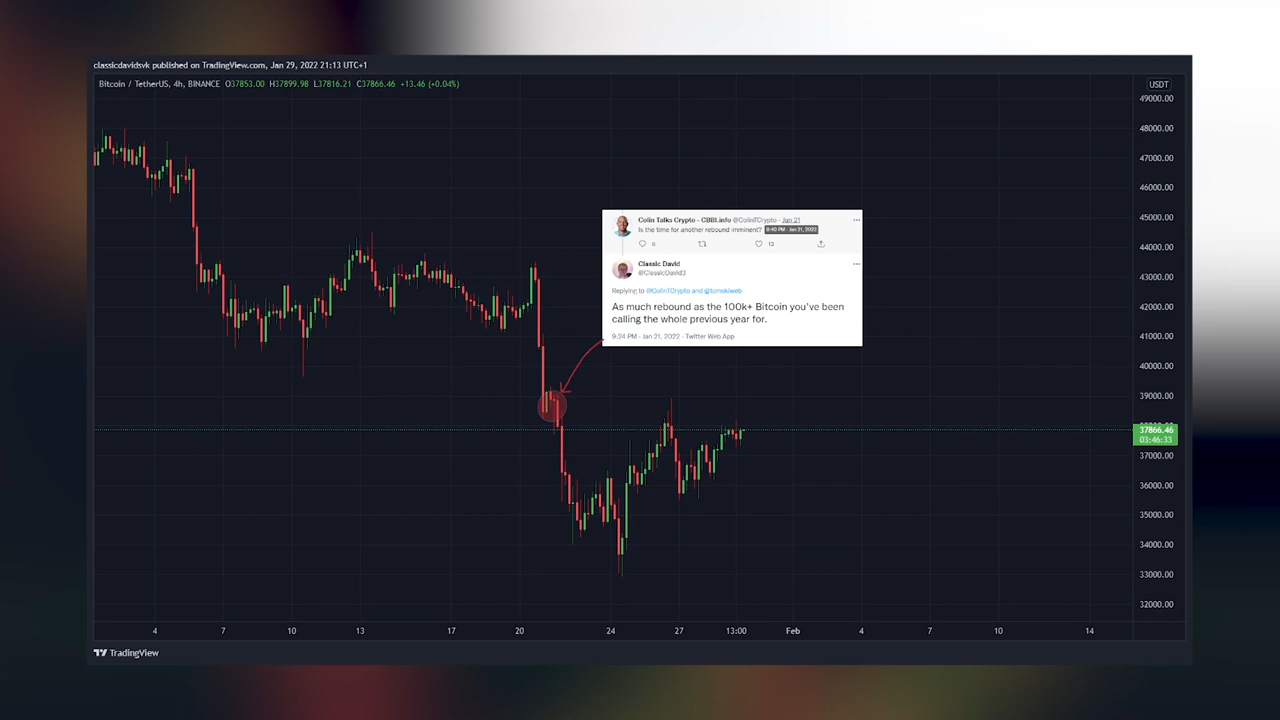 classicdavidsvk published on TradingView.com, Jan 29, 2022 21:13 UTC+1
Bitcoin / TetherUS, 4h, BINANCE O37853.00 H37899.98 L37816.21 C37866.46 +13.46 (+0.04%)
USDT
49000.00
48000.00
47000.00
46000.00
45000.00
44000.00
43000.00
42000.00
41000.00
40000.00
39000.00
37866.46
03:46:33
37000.00
36000.00
35000.00
34000.00
33000.00
32000.00
Colin Talks Crypto - CBBI.info @ColinTCrypto · Jan 21
Is the time for another rebound imminent? 8:40 PM · Jan 21, 2022
6 13
Classic David
@ClassicDavid3
Replying to @ColinTCrypto and @tomiklweb
As much rebound as the 100k+ Bitcoin you've been
calling the whole previous year for.
9:24 PM · Jan 21, 2022 · Twitter Web App
4 7 10 13 17 20 24 27 13:00 Feb 4 7 10 14
TradingView